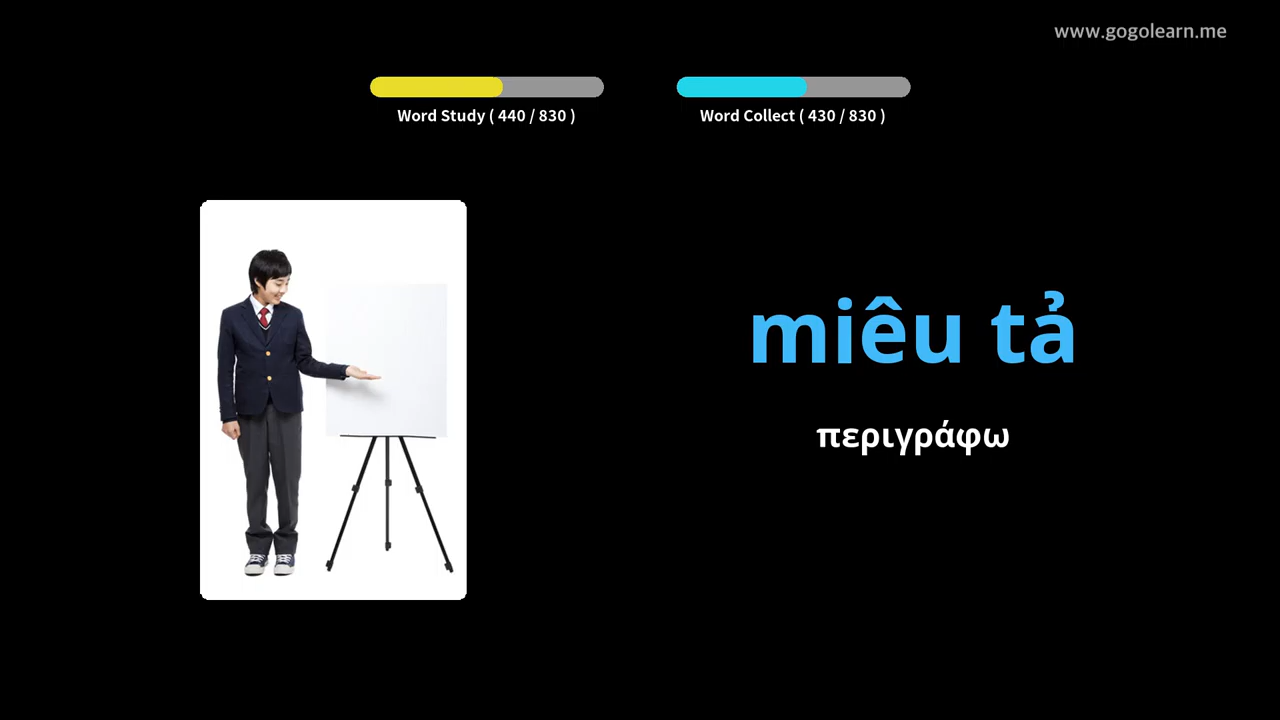 www.gogolearn.me
Word Study ( 440 / 830 )
Word Collect ( 430 / 830 )
miêu tả
περιγράφω